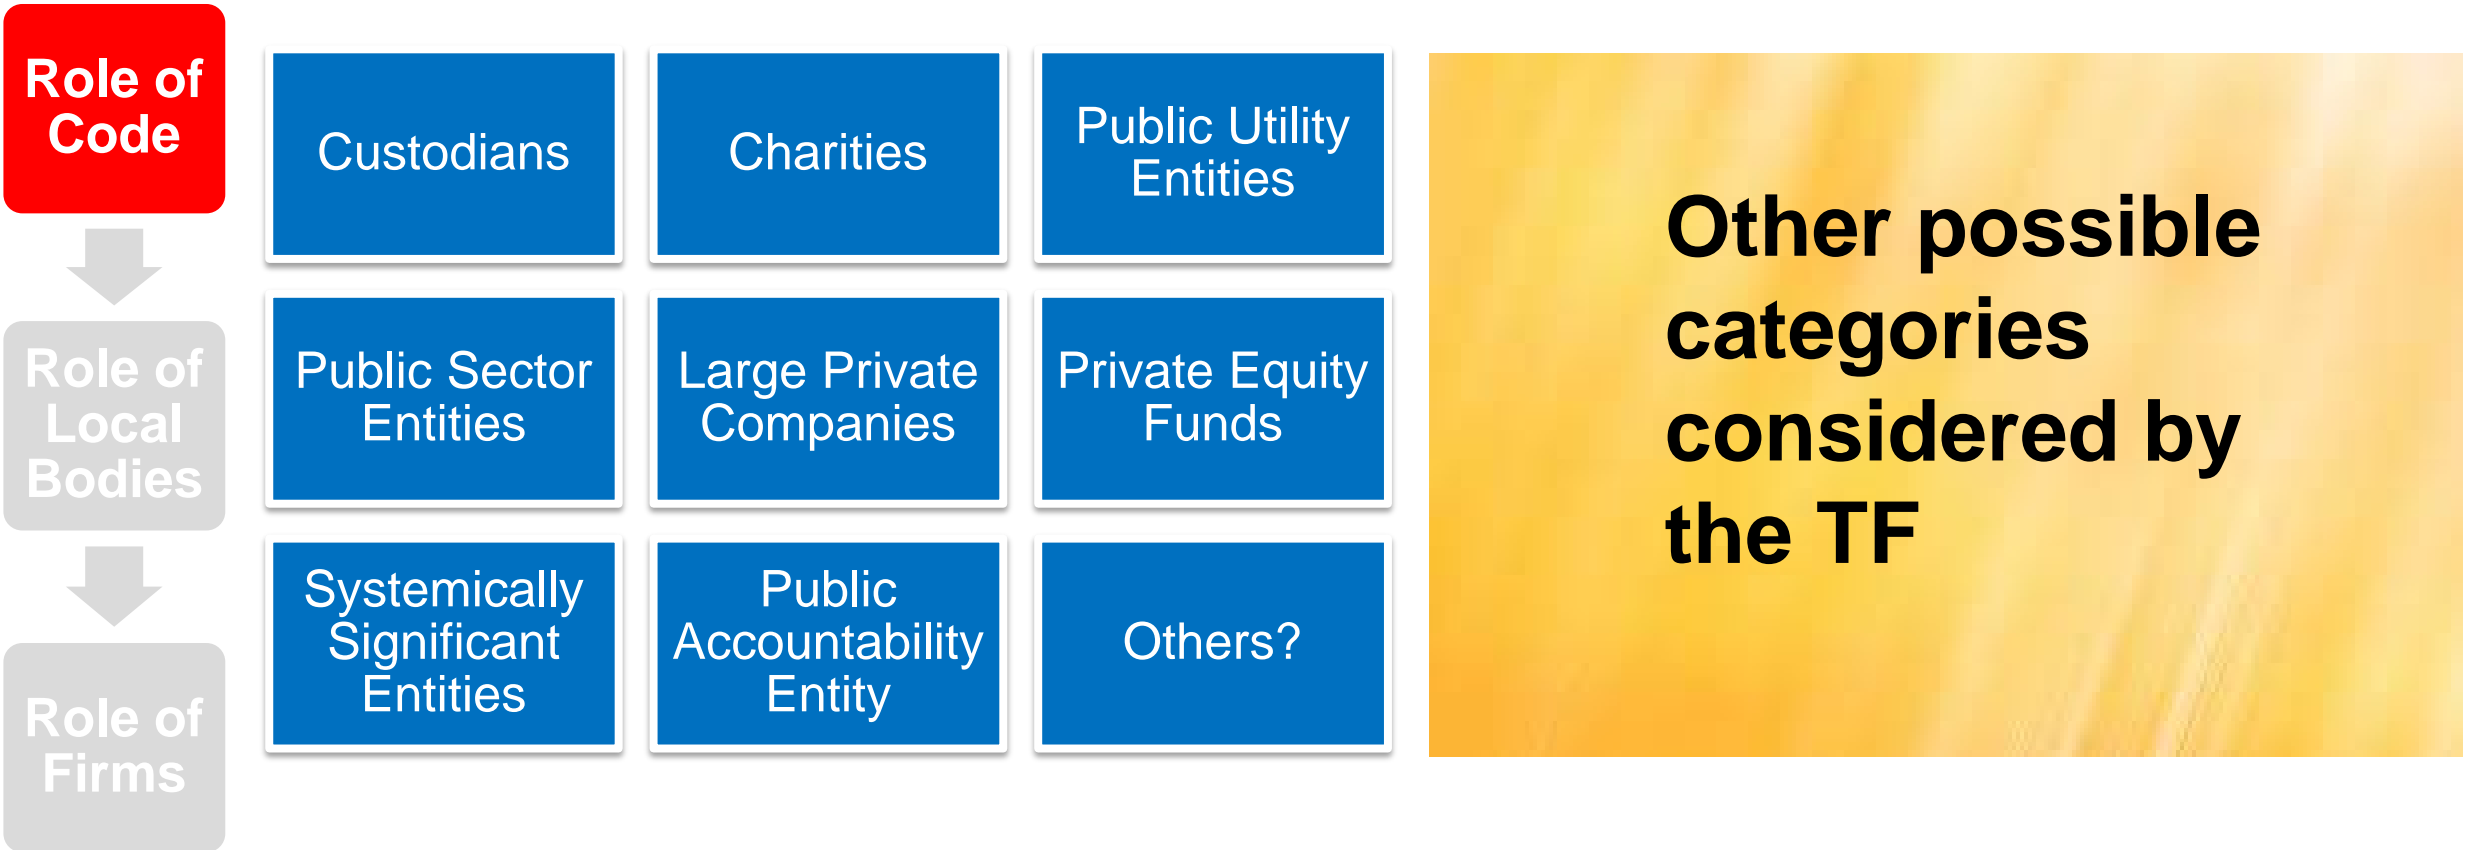 Role of
Code
Role of
Local
Bodies
Role of
Firms
Custodians
Charities
Public Utility
Entities
Public Sector
Entities
Large Private
Companies
Private Equity
Funds
Systemically
Significant
Entities
Public
Accountability
Entity
Others?
Other possible
categories
considered by
the TF